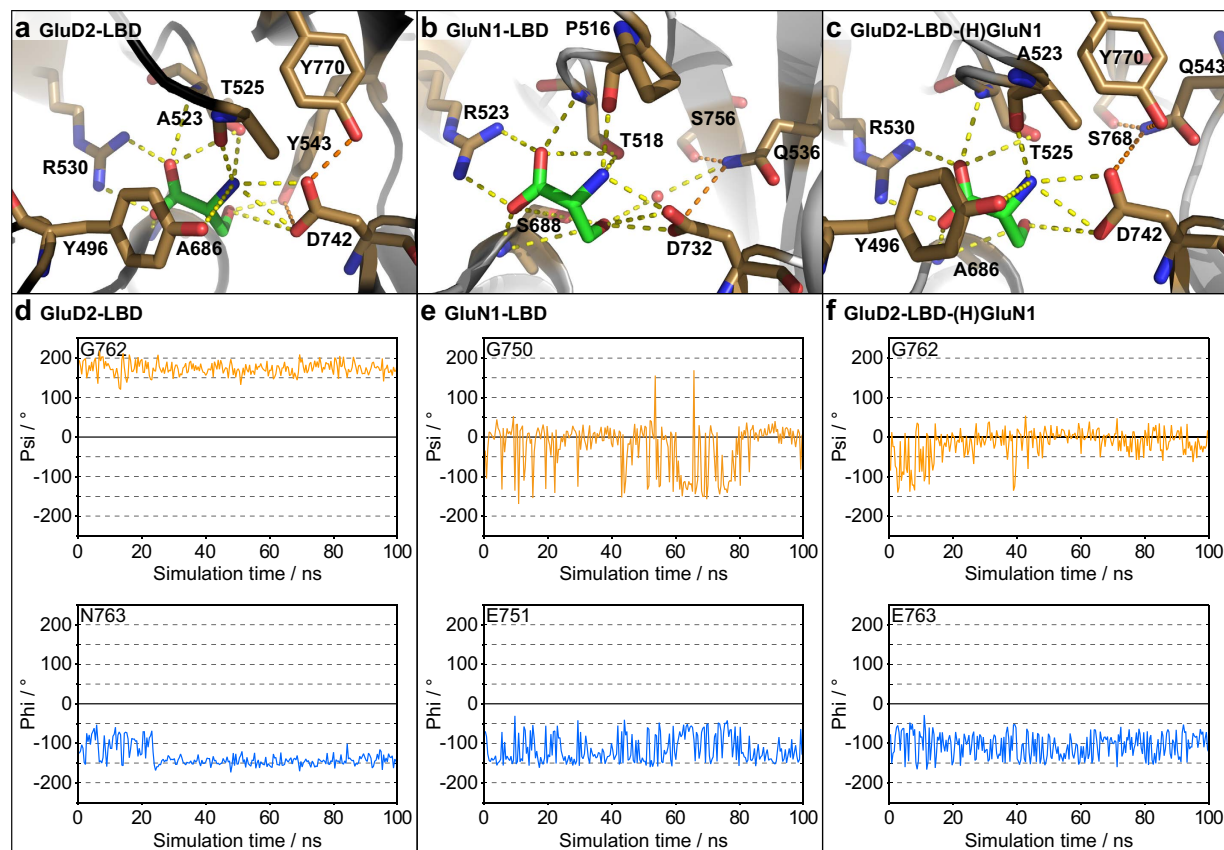 a GluD2-LBD
Y770
T525
A523
Y543
R530
Y496
A686
D742
b GluN1-LBD
P516
R523
S756
T518
Q536
S688
D732
c GluD2-LBD-(H)GluN1
A523
Y770
Q543
R530
S768
T525
Y496
D742
A686
d GluD2-LBD
G762
200
100
0
-100
-200
Psi / °
0 20 40 60 80 100
Simulation time / ns
N763
200
100
0
-100
-200
Phi / °
0 20 40 60 80 100
Simulation time / ns
e GluN1-LBD
G750
200
100
0
-100
-200
Psi / °
0 20 40 60 80 100
Simulation time / ns
E751
200
100
0
-100
-200
Phi / °
0 20 40 60 80 100
Simulation time / ns
f GluD2-LBD-(H)GluN1
G762
200
100
0
-100
-200
Psi / °
0 20 40 60 80 100
Simulation time / ns
E763
200
100
0
-100
-200
Phi / °
0 20 40 60 80 100
Simulation time / ns